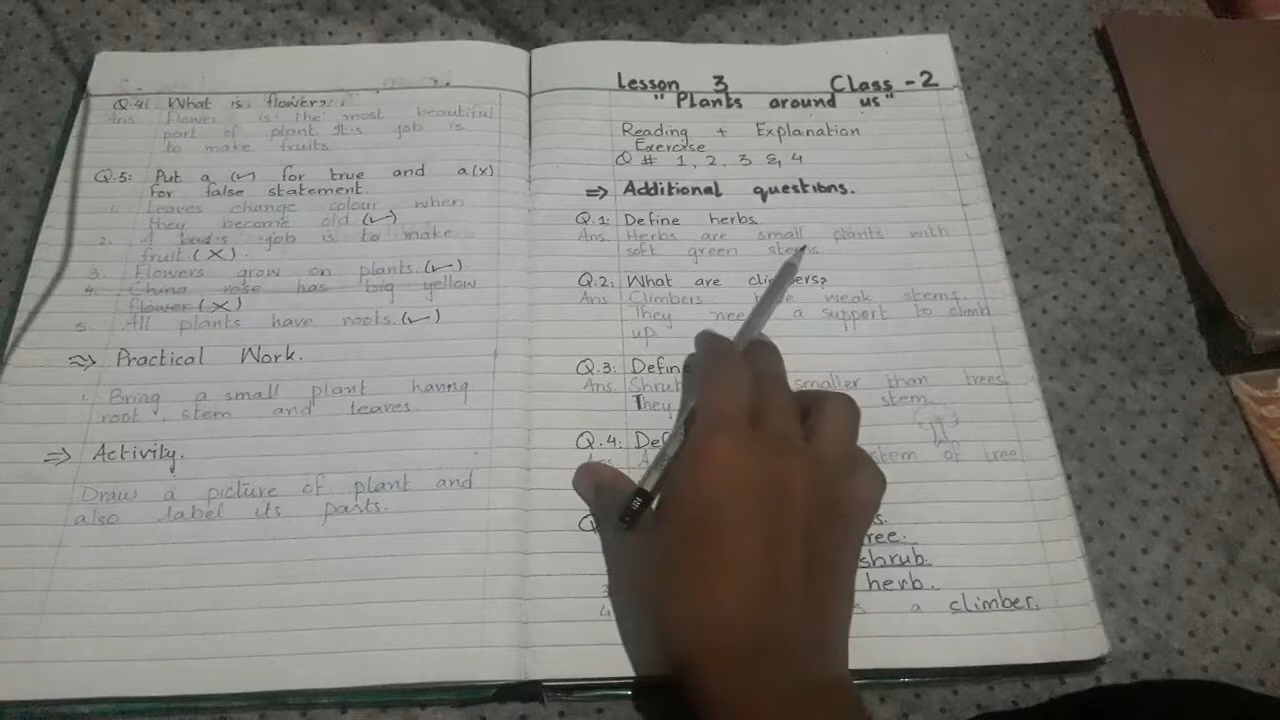 Q.4: What is flower?
Ans Flower is the most beautiful
part of plant. Its job is
to make fruits.
Q.5: Put a (✓) for true and a (x)
for false statement.
1. Leaves change colour when
they become old (✓)
2. A bud's job is to make
fruit (X).
3. Flowers grow on plants. (✓)
4. China rose has big yellow
flower (X)
5. All plants have roots. (✓)
⇒ Practical Work.
1. Bring a small plant having
root, stem and leaves.
⇒ Activity.
Draw a picture of plant and
also label its parts.
Lesson 3 Class - 2
"Plants around us"
Reading + Explanation
Exercise
Q # 1, 2, 3 & 4
⇒ Additional questions.
Q.1: Define herbs
Ans. Herbs are small plants with
soft green stems.
Q.2: What are climbers?
Ans Climbers weak stems.
They need a support to climb
up
Q.3: Define
Ans. Shrub smaller than trees.
They stem.
Q.4: Def
Ans. stem of tree
Q
s.
ree.
shrub.
3 herb.
4 s a climber.